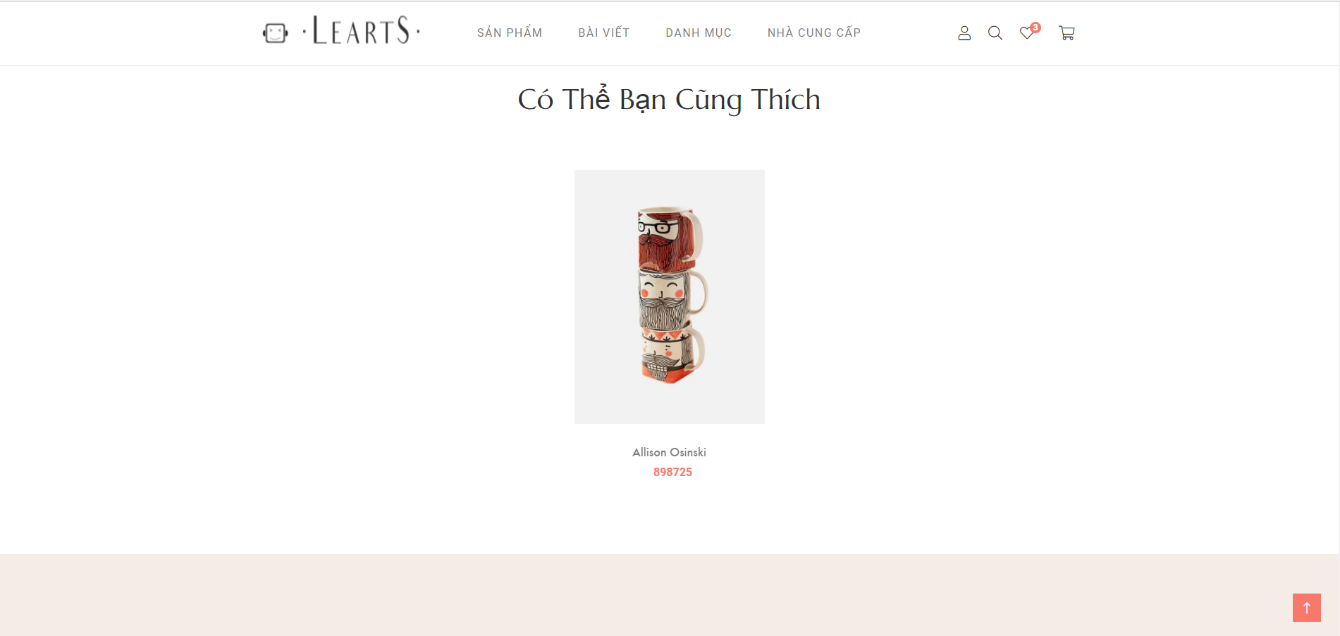 ·LEARTS·
SẢN PHẨM
BÀI VIẾT
DANH MỤC
NHÀ CUNG CẤP
3
Có Thể Bạn Cũng Thích
Allison Osinski
898725